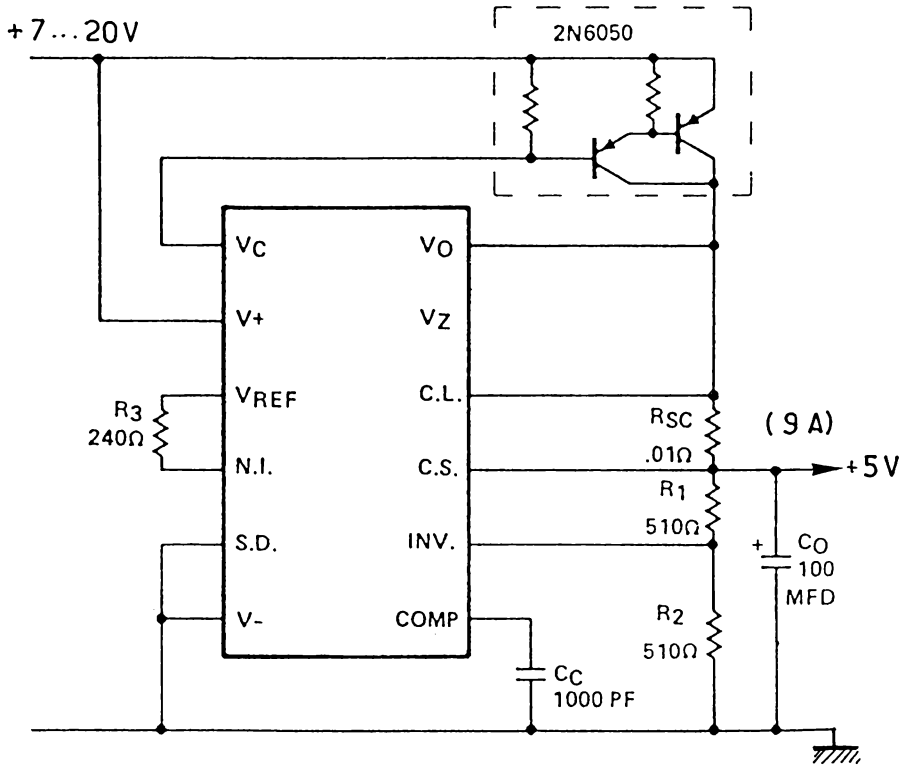 +7...20V
2N6050
VC
VO
V+
VZ
VREF
C.L.
R3
240Ω
RSC
.01Ω
(9A)
N.I.
C.S.
+5V
R1
510Ω
S.D.
INV.
+
CO
100
MFD
V-
COMP
R2
510Ω
CC
1000 PF